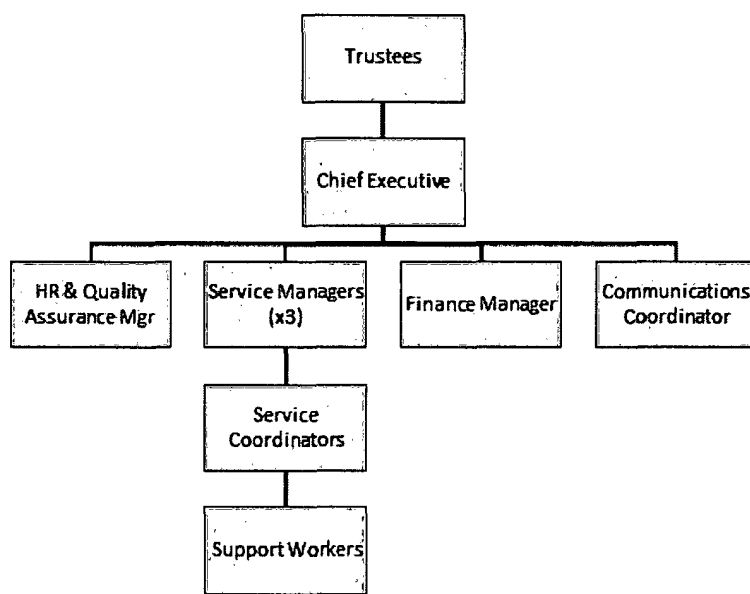 Trustees
Chief Executive
HR & Quality
Assurance Mgr
Service Managers
(x3)
Finance Manager
Communications
Coordinator
Service
Coordinators
Support Workers